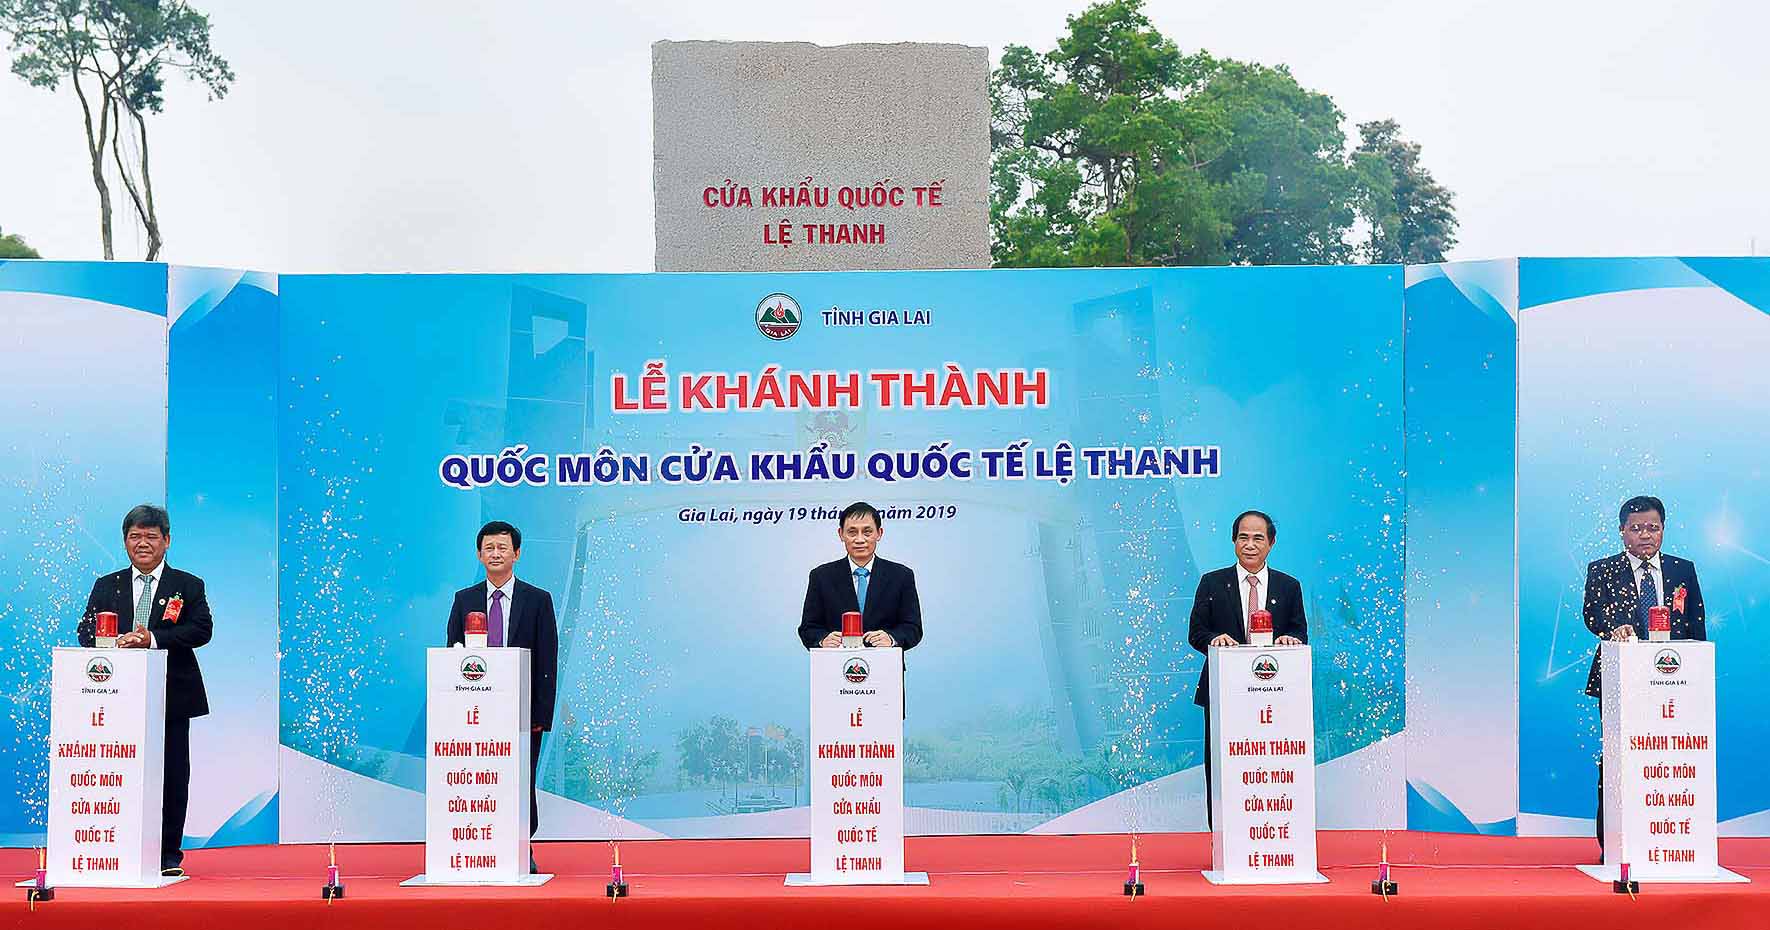 CỬA KHẨU QUỐC TẾ
LỆ THANH
GIA LAI
TỈNH GIA LAI
LỄ KHÁNH THÀNH
QUỐC MÔN CỬA KHẨU QUỐC TẾ LỆ THANH
Gia Lai, ngày 19 năm 2019
TỈNH GIA LAI
LỄ
KHÁNH THÀNH
QUỐC MÔN
CỬA KHẨU
QUỐC TẾ
LỆ THANH
TỈNH GIA LAI
LỄ
KHÁNH THÀNH
QUỐC MÔN
CỬA KHẨU
QUỐC TẾ
LỆ THANH
TỈNH GIA LAI
LỄ
KHÁNH THÀNH
QUỐC MÔN
CỬA KHẨU
QUỐC TẾ
LỆ THANH
TỈNH GIA LAI
LỄ
KHÁNH THÀNH
QUỐC MÔN
CỬA KHẨU
QUỐC TẾ
LỆ THANH
TỈNH GIA LAI
LỄ
KHÁNH THÀNH
QUỐC MÔN
CỬA KHẨU
QUỐC TẾ
LỆ THANH